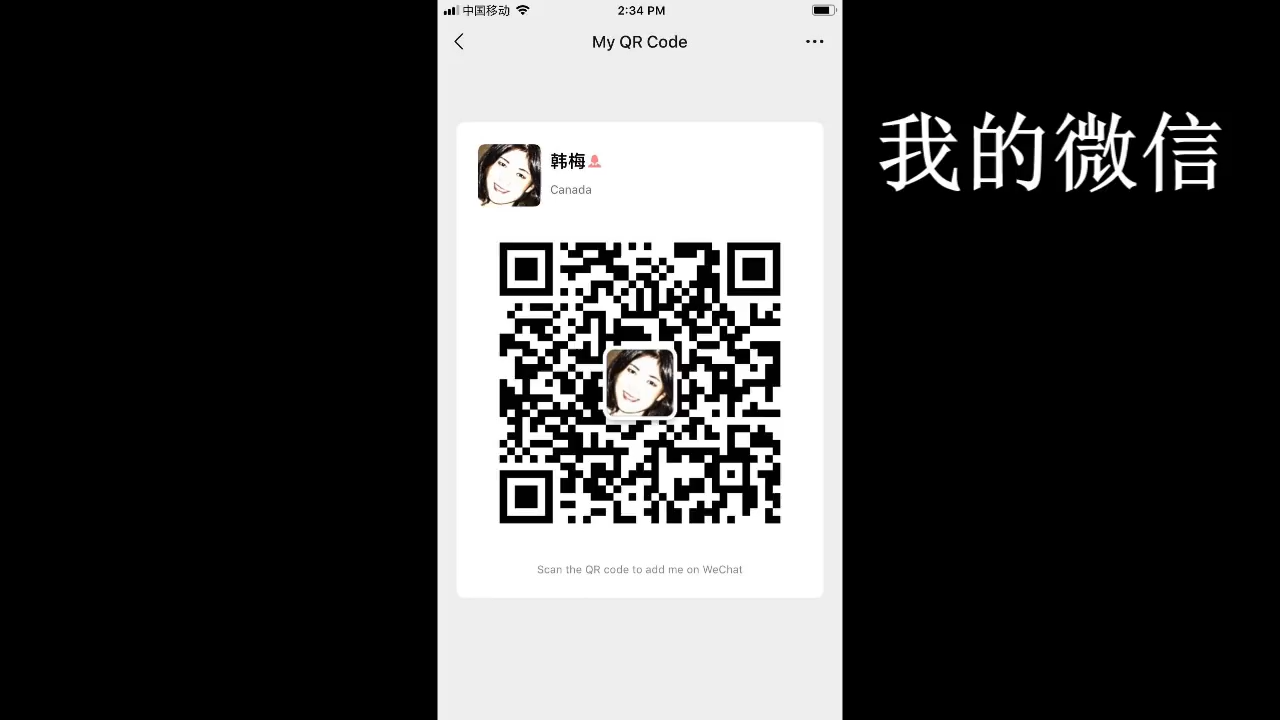 中国移动
2:34 PM
My QR Code
我的微信
韩梅
Canada
Scan the QR code to add me on WeChat